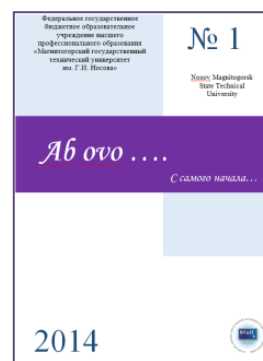 Федеральное государственное
бюджетное образовательное
учреждение высшего
профессионального образования
«Магнитогорский государственный
технический университет
им. Г.И. Носова»
№ 1
Nosov Magnitogorsk
State Technical
University
Ab ovo ….
С самого начала…
2014